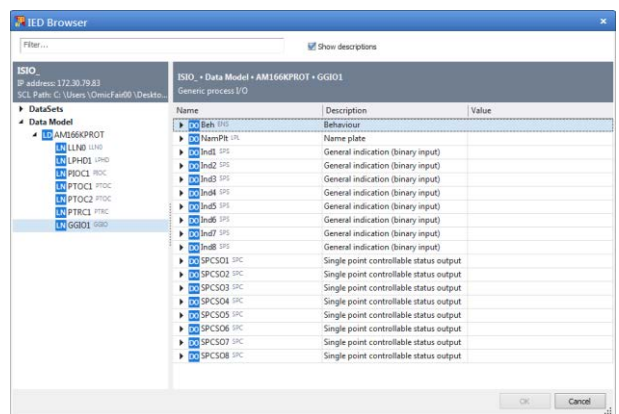 IED Browser
Filter...
Show descriptions
ISIO_
IP address: 172.30.79.83
SCL Path: C: \Users \OmicFair00 \Deskto...
ISIO_ • Data Model • AM166KPROT • GGIO1
Generic process I/O
DataSets
Data Model
LD AM166KPROT
LN LLN0 LLN0
LN LPHD1 LPHD
LN PIOC1 PIOC
LN PTOC1 PTOC
LN PTOC2 PTOC
LN PTRC1 PTRC
LN GGIO1 GGIO
Name Description Value
DO Beh ENS Behaviour
DO NamPlt LPL Name plate
DO Ind1 SPS General indication (binary input)
DO Ind2 SPS General indication (binary input)
DO Ind3 SPS General indication (binary input)
DO Ind4 SPS General indication (binary input)
DO Ind5 SPS General indication (binary input)
DO Ind6 SPS General indication (binary input)
DO Ind7 SPS General indication (binary input)
DO Ind8 SPS General indication (binary input)
DO SPCSO1 SPC Single point controllable status output
DO SPCSO2 SPC Single point controllable status output
DO SPCSO3 SPC Single point controllable status output
DO SPCSO4 SPC Single point controllable status output
DO SPCSO5 SPC Single point controllable status output
DO SPCSO6 SPC Single point controllable status output
DO SPCSO7 SPC Single point controllable status output
DO SPCSO8 SPC Single point controllable status output
OK Cancel